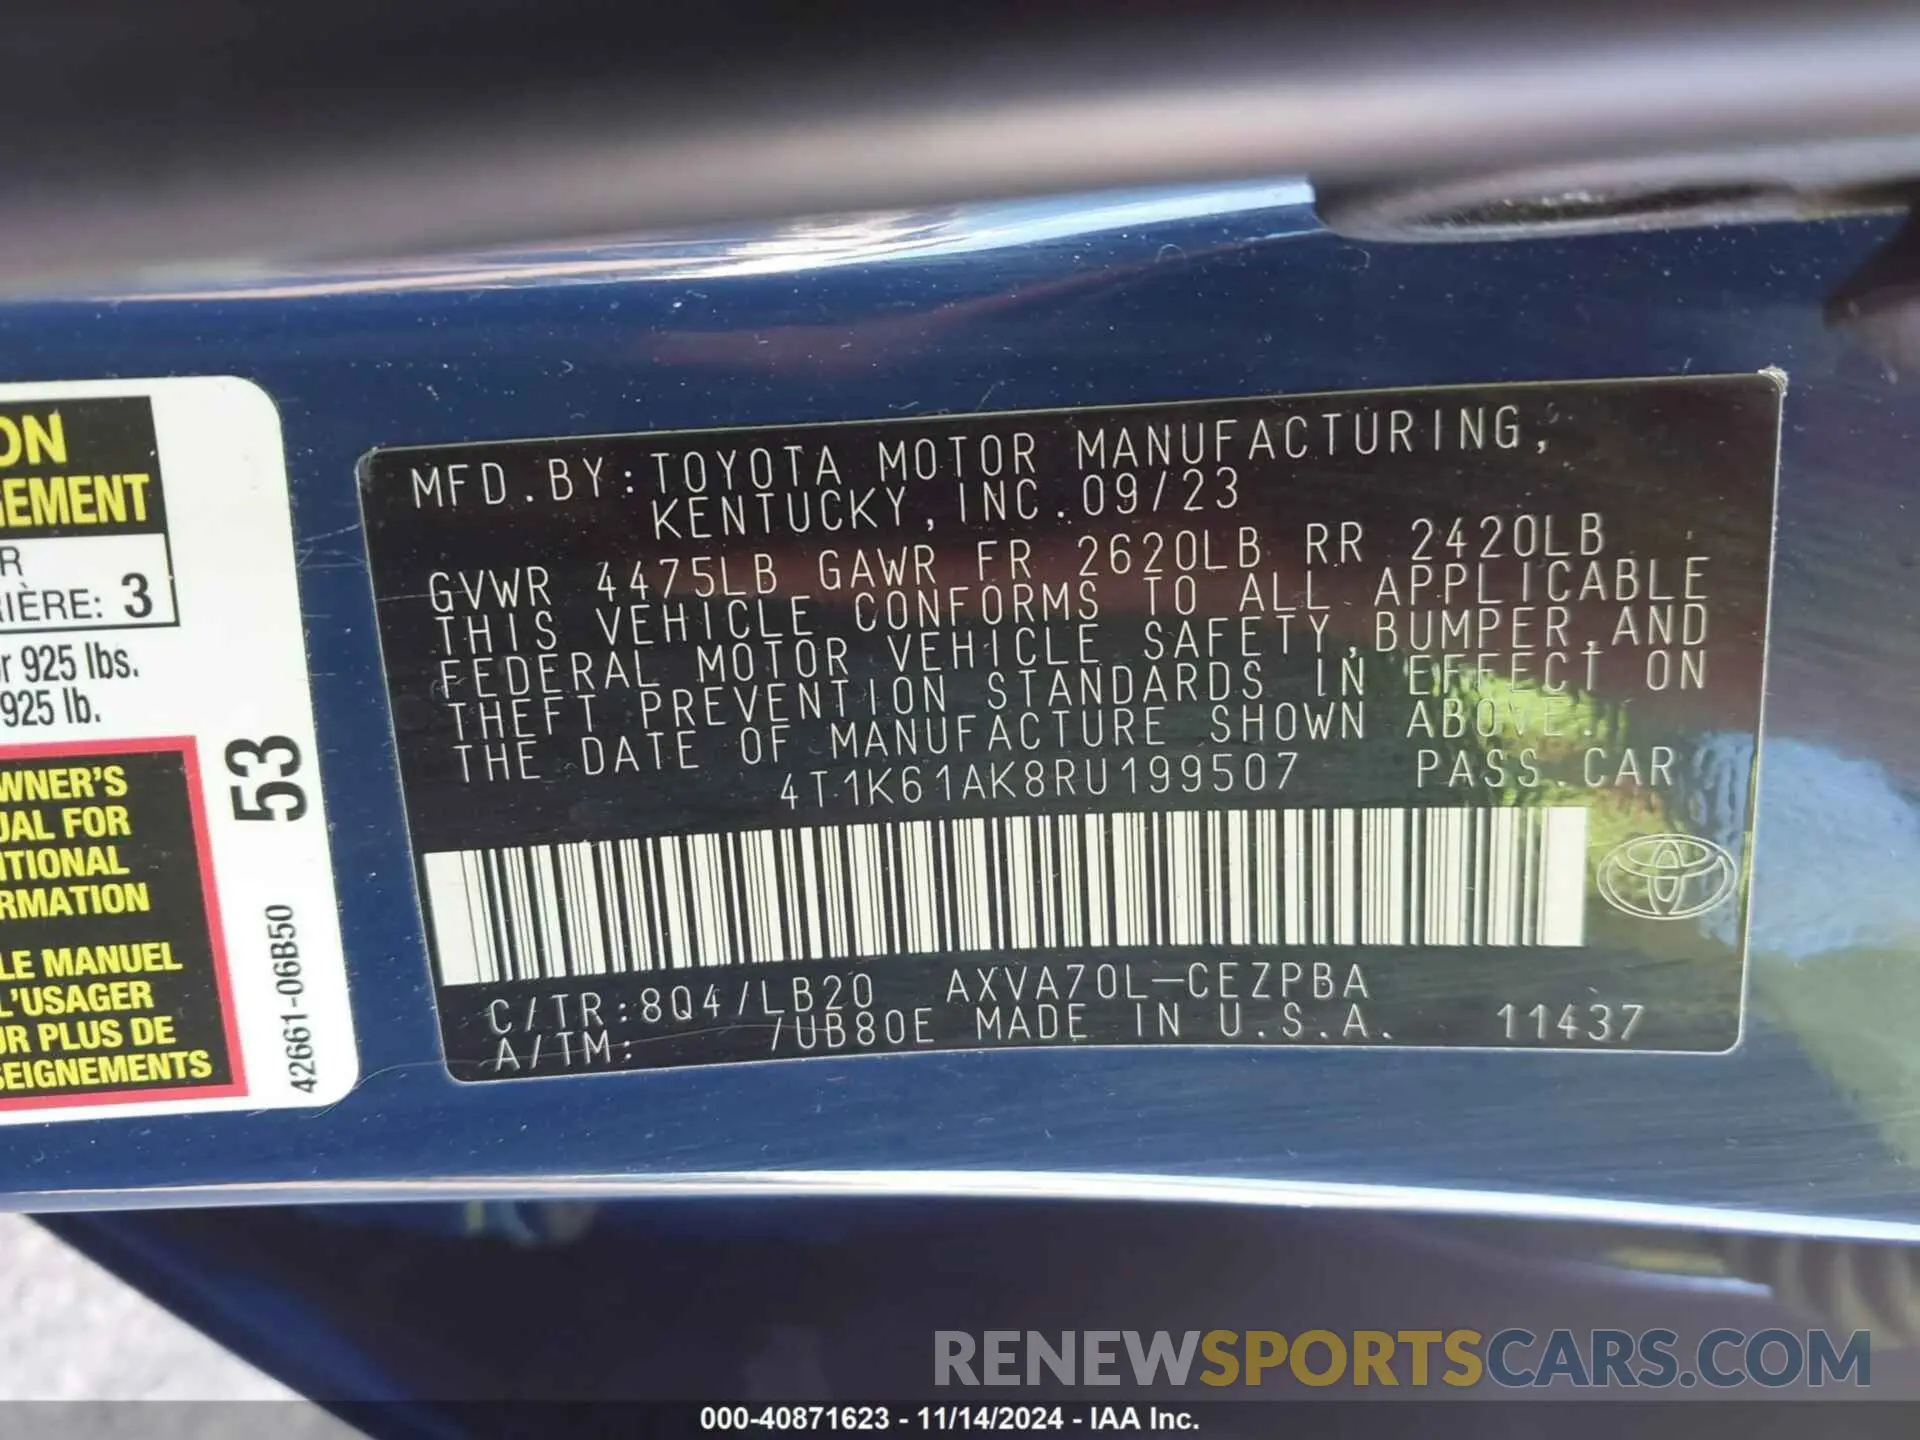 ON
GEMENT
R
RIÈRE: 3
r 925 lbs.
925 lb.
WNER'S
UAL FOR
ITIONAL
RMATION
LE MANUEL
L'USAGER
UR PLUS DE
SEIGNEMENTS
53
42661-06B50
MFD.BY:TOYOTA MOTOR MANUFACTURING,
KENTUCKY,INC.09/23
GVWR 4475LB GAWR FR 2620LB RR 2420LB
THIS VEHICLE CONFORMS TO ALL APPLICABLE
FEDERAL MOTOR VEHICLE SAFETY,BUMPER,AND
THEFT PREVENTION STANDARDS IN EFFECT ON
THE DATE OF MANUFACTURE SHOWN ABOVE.
4T1K61AK8RU199507 PASS.CAR
C/TR:8Q4/LB20 AXVA70L-CEZPBA
A/TM: /UB80E MADE IN U.S.A. 11437
RENEWSPORTSCARS.COM
000-40871623 - 11/14/2024 - IAA Inc.